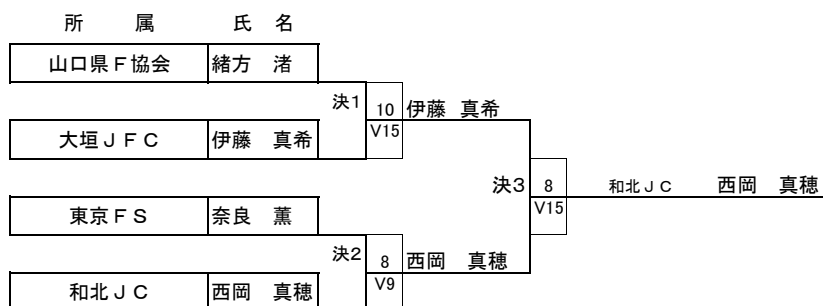 所　属　氏　名
山口県Ｆ協会　緒方　渚
決1　10　伊藤　真希
V15
大垣ＪＦＣ　伊藤　真希
決3　8　和北ＪＣ　西岡　真穂
V15
東京ＦＳ　奈良　薫
決2　8　西岡　真穂
V9
和北ＪＣ　西岡　真穂